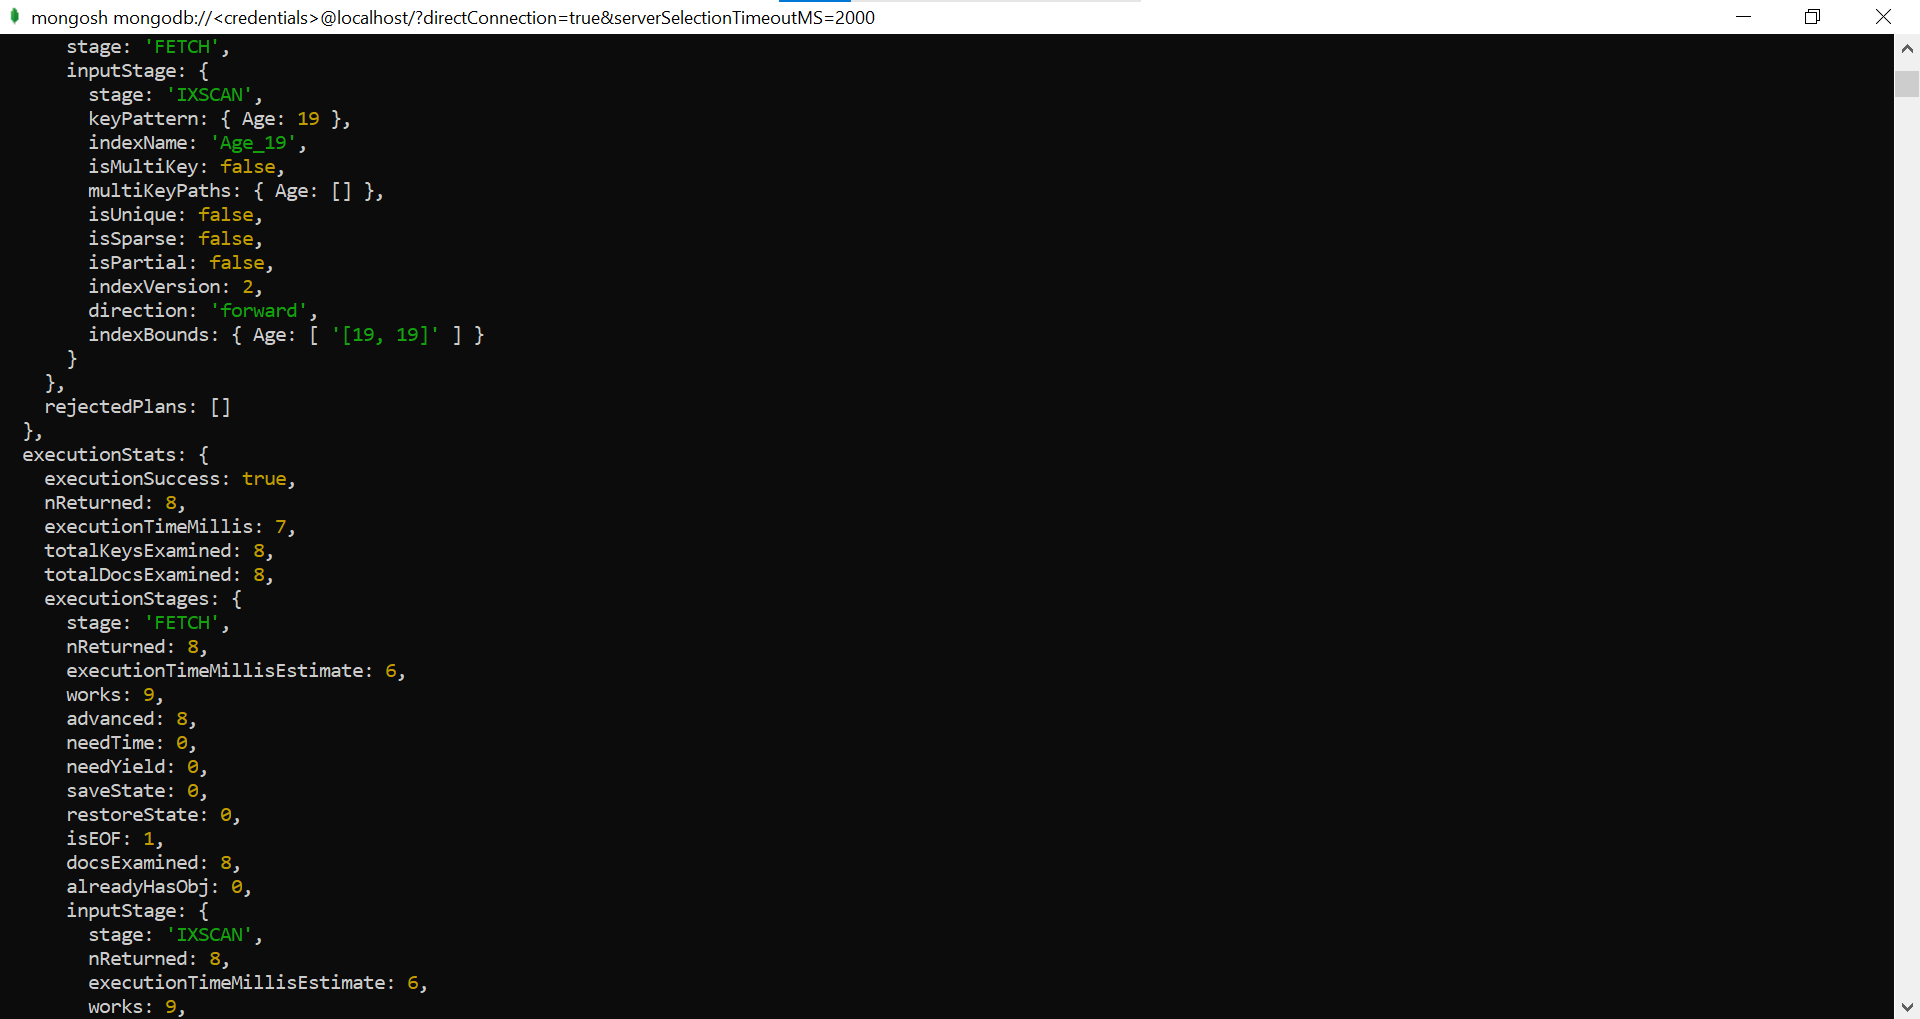 mongosh mongodb://<credentials>@localhost/?directConnection=true&serverSelectionTimeoutMS=2000
stage: 'FETCH',
inputStage: {
stage: 'IXSCAN',
keyPattern: { Age: 19 },
indexName: 'Age_19',
isMultiKey: false,
multiKeyPaths: { Age: [] },
isUnique: false,
isSparse: false,
isPartial: false,
indexVersion: 2,
direction: 'forward',
indexBounds: { Age: [ '[19, 19]' ] }
}
},
rejectedPlans: []
},
executionStats: {
executionSuccess: true,
nReturned: 8,
executionTimeMillis: 7,
totalKeysExamined: 8,
totalDocsExamined: 8,
executionStages: {
stage: 'FETCH',
nReturned: 8,
executionTimeMillisEstimate: 6,
works: 9,
advanced: 8,
needTime: 0,
needYield: 0,
saveState: 0,
restoreState: 0,
isEOF: 1,
docsExamined: 8,
alreadyHasObj: 0,
inputStage: {
stage: 'IXSCAN',
nReturned: 8,
executionTimeMillisEstimate: 6,
works: 9,